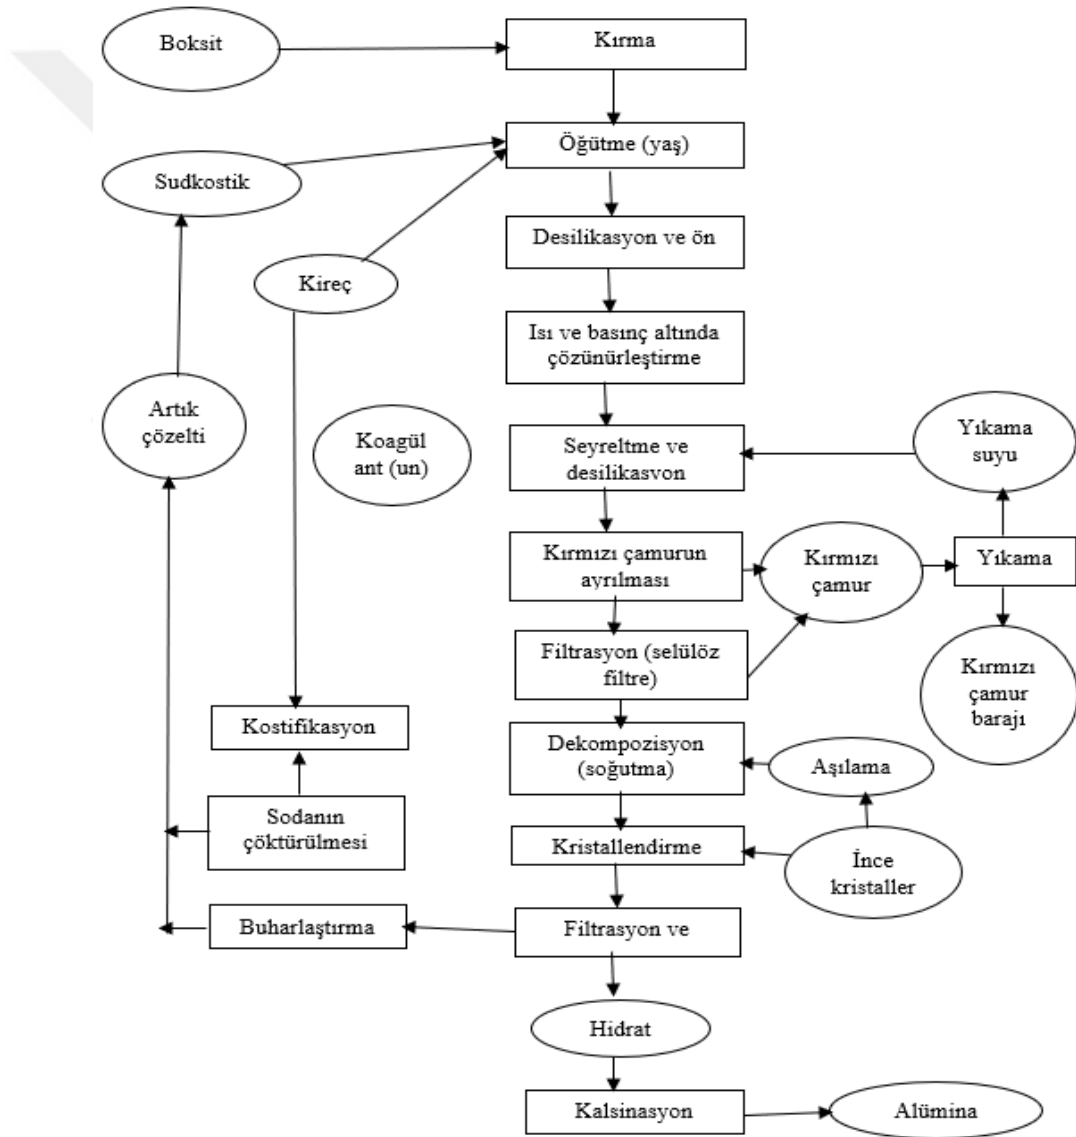 Boksit
Kırma
Öğütme (yaş)
Sudkostik
Desilikasyon ve ön
Kireç
Isı ve basınç altında
çözünürleştirme
Artık
çözelti
Koagül
ant (un)
Seyreltme ve
desilikasvon
Yıkama
suyu
Kırmızı çamurun
ayrılması
Kırmızı
çamur
Yıkama
Filtrasyon (selülöz
filtre)
Kırmızı
çamur
barajı
Kostifikasyon
Dekompozisyon
(soğutma)
Aşılama
Sodanın
çöktürülmesi
Kristallendirme
İnce
kristaller
Buharlaştırma
Filtrasyon ve
Hidrat
Kalsinasyon
Alümina